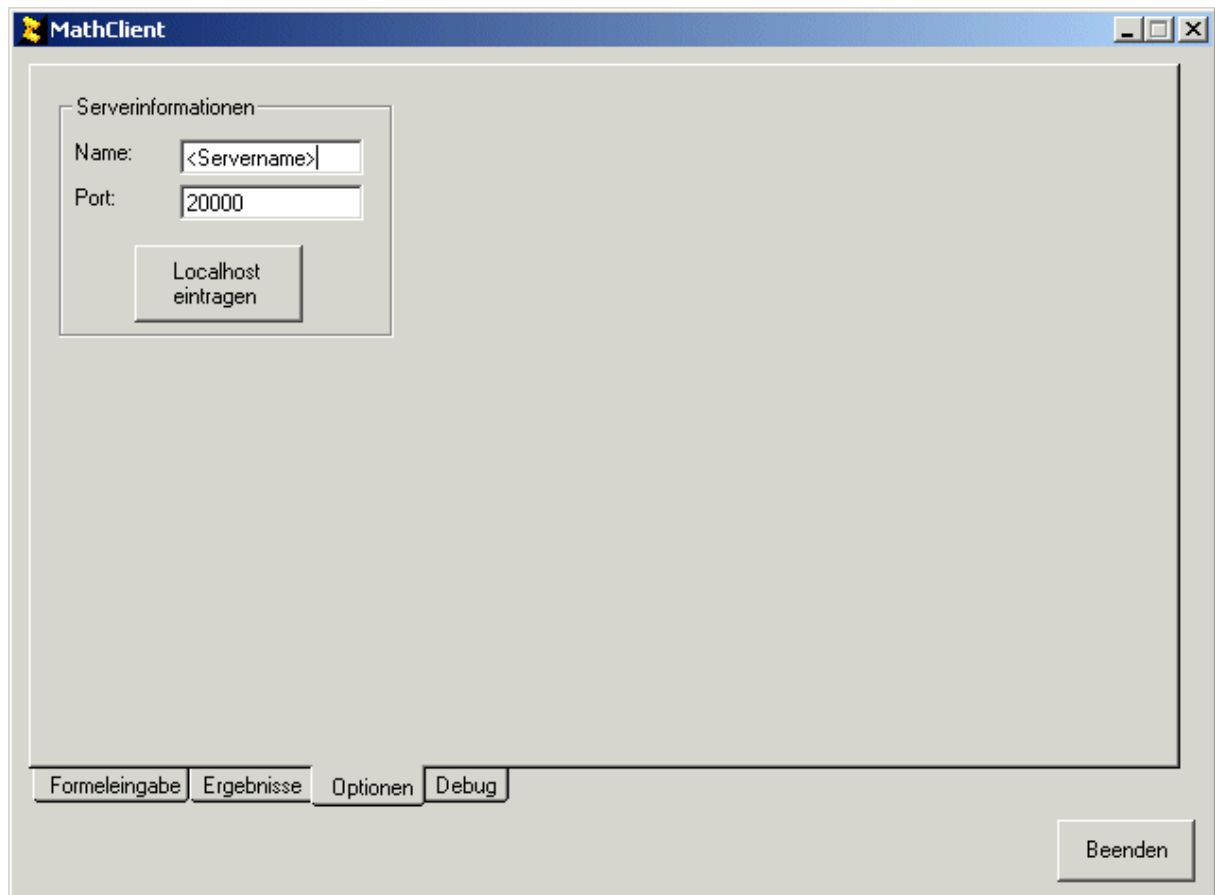 MathClient
Serverinformationen
Name: <Servername>
Port: 20000
Localhost
eintragen
Formeleingabe Ergebnisse Optionen Debug
Beenden